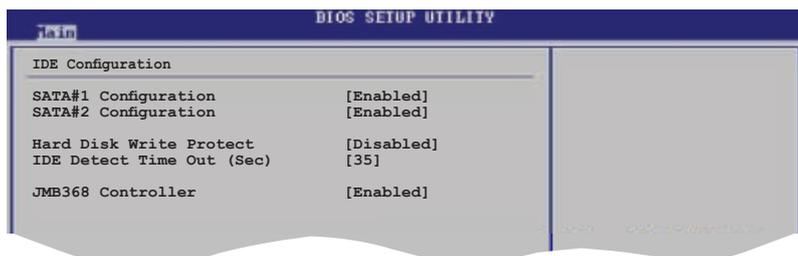 BIOS SETUP UTILITY
Main
IDE Configuration
SATA#1 Configuration [Enabled]
SATA#2 Configuration [Enabled]
Hard Disk Write Protect [Disabled]
IDE Detect Time Out (Sec) [35]
JMB368 Controller [Enabled]